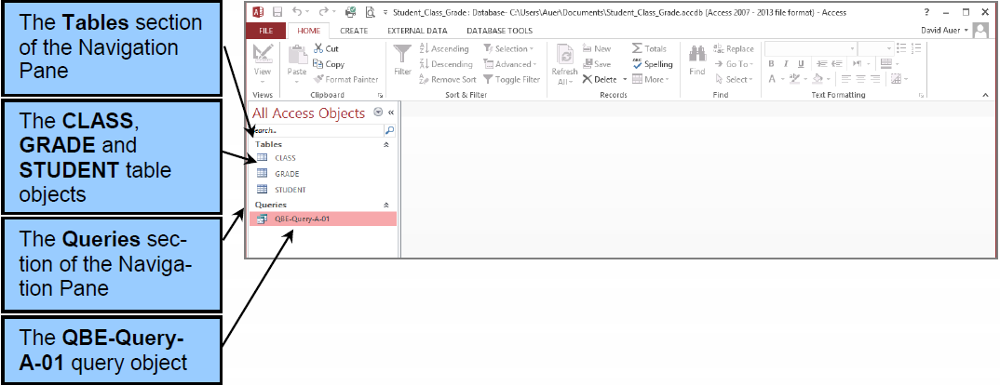 The Tables section
of the Navigation
Pane
The CLASS,
GRADE and
STUDENT table
objects
The Queries sec-
tion of the Naviga-
tion Pane
The QBE-Query-
A-01 query object
Student_Class_Grade : Database- C:\Users\Auer\Documents\Student_Class_Grade.accdb (Access 2007 - 2013 file format) - Access
FILE HOME CREATE EXTERNAL DATA DATABASE TOOLS David Auer
View
Views
Paste
Cut
Copy
Format Painter
Clipboard
Filter
Ascending
Descending
Remove Sort
Selection
Advanced
Toggle Filter
Sort & Filter
Refresh
All
New
Save
Delete
Totals
Spelling
More
Records
Find
Replace
Go To
Select
Find
B I U
A
Text Formatting
All Access Objects
earch...
Tables
CLASS
GRADE
STUDENT
Queries
QBE-Query-A-01